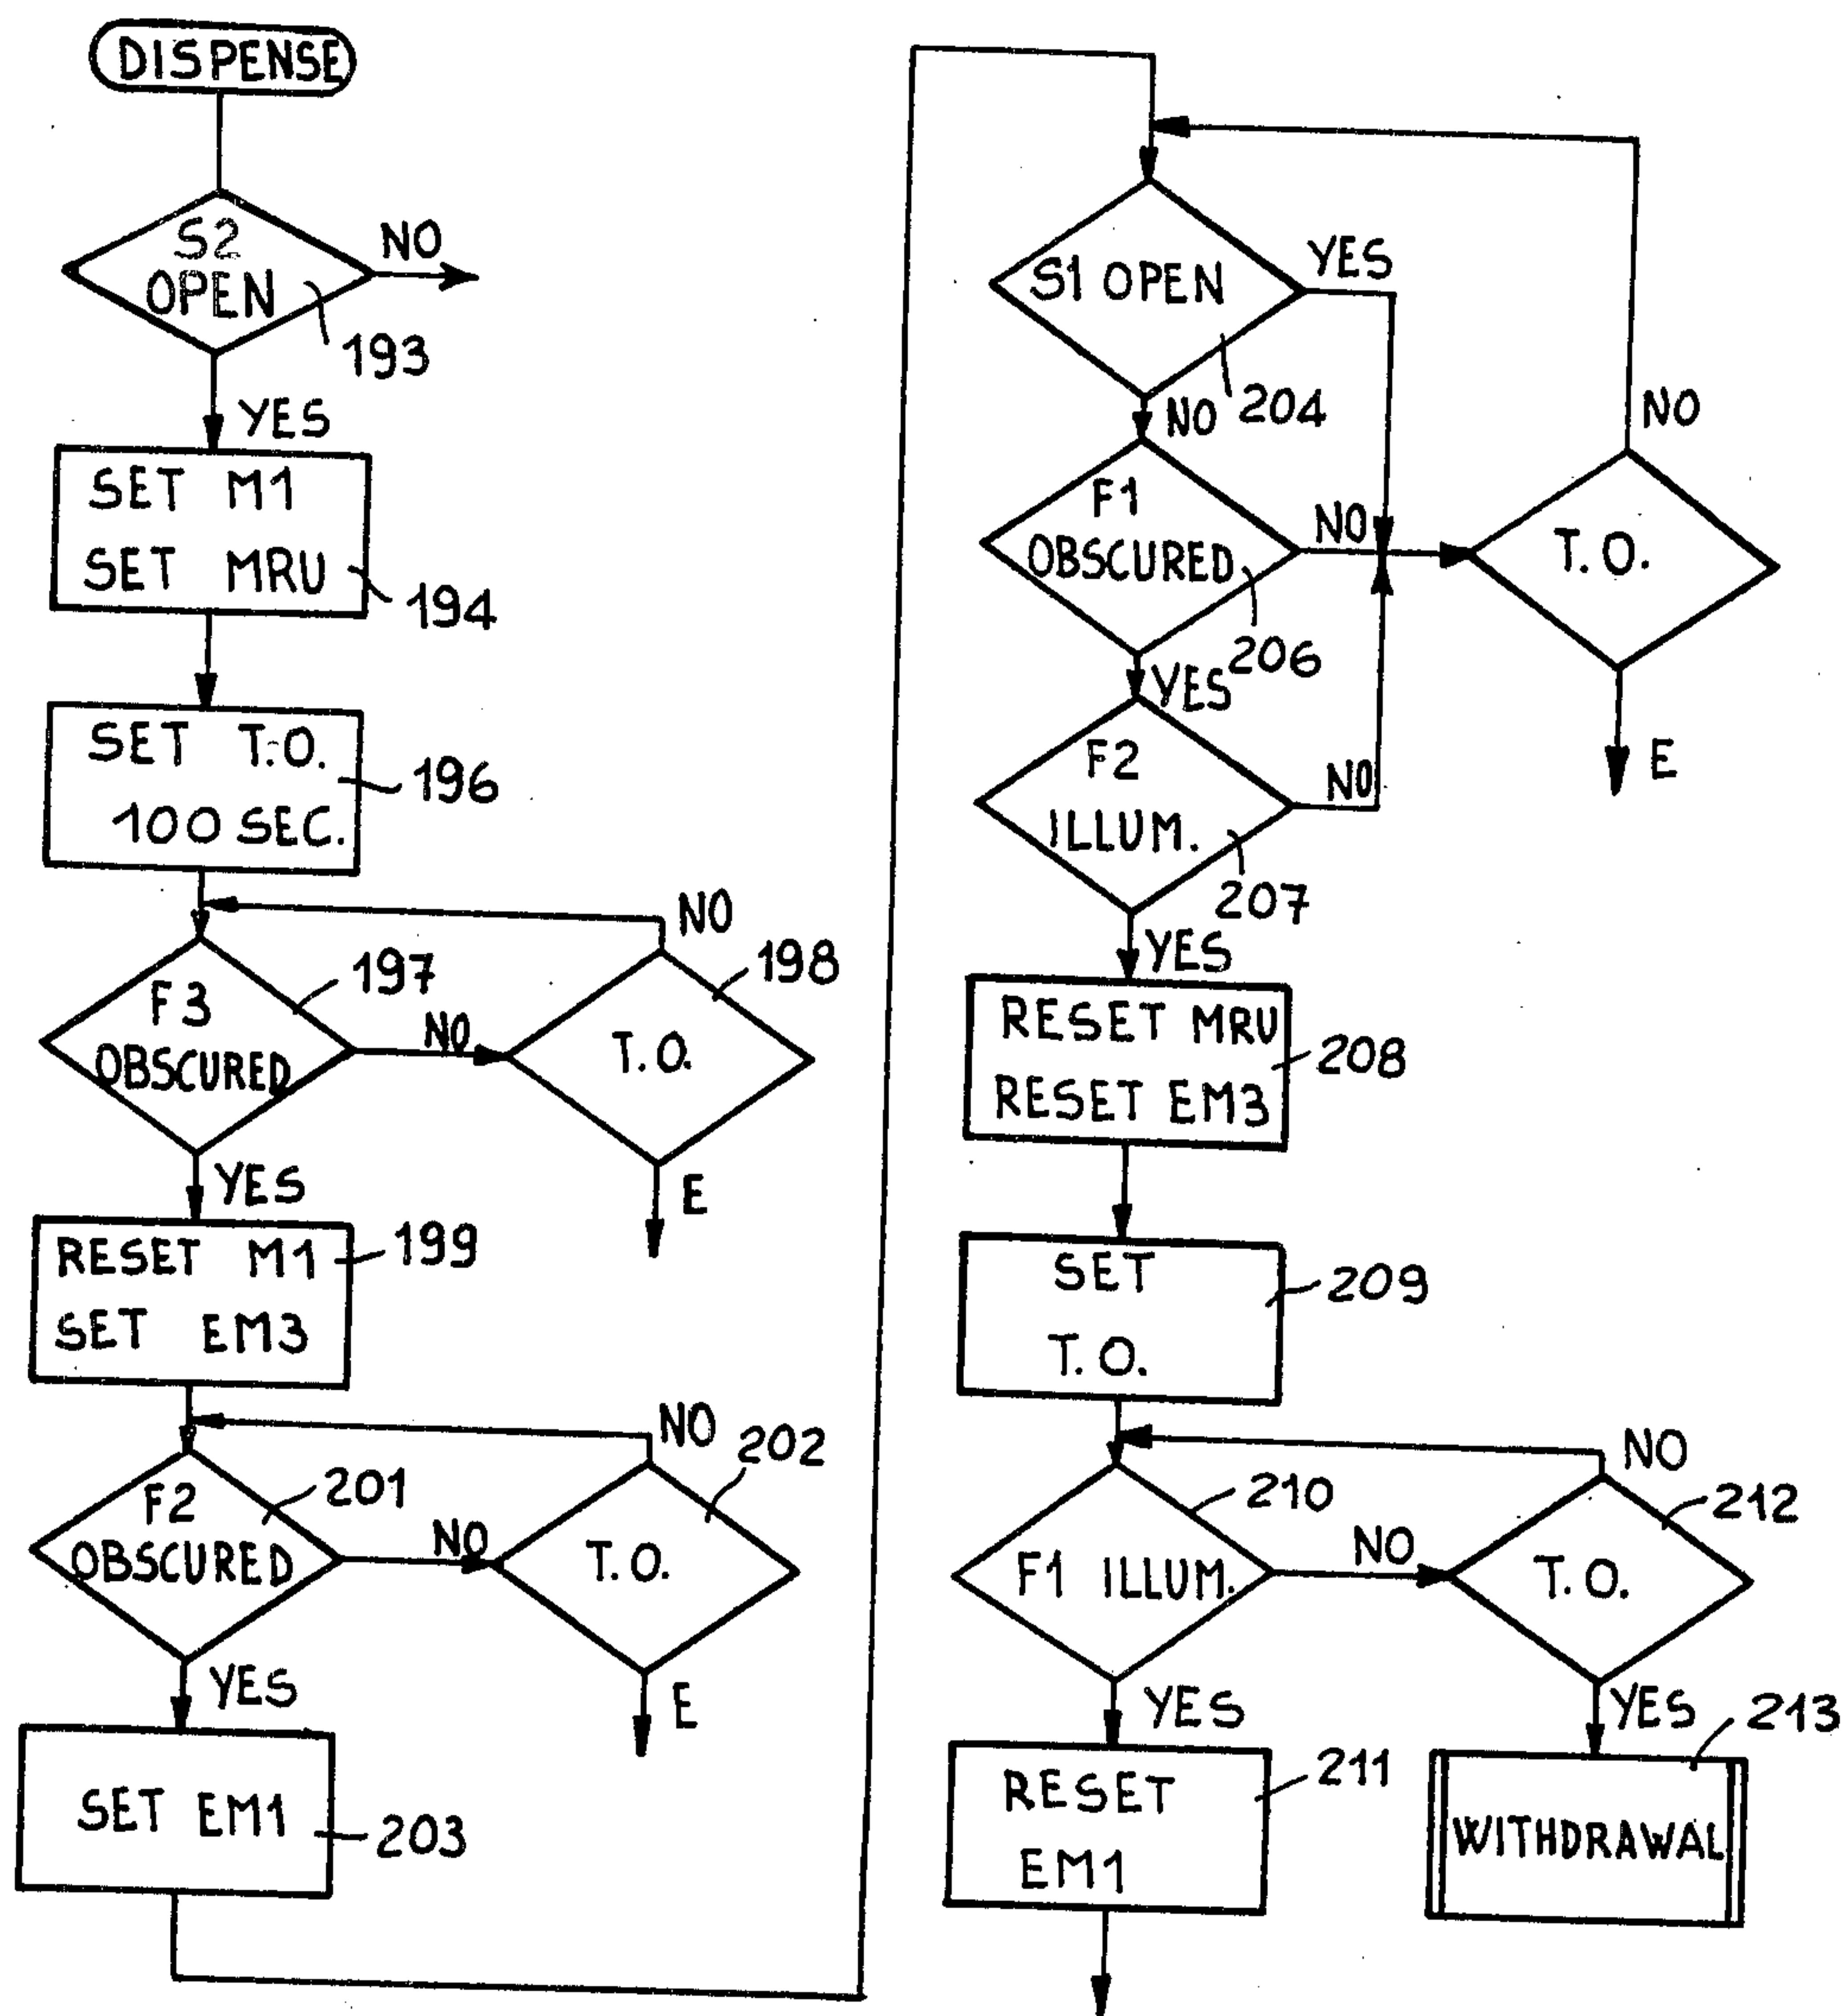 DISPENSE
S2
OPEN
NO
193
YES
SET M1
SET MRU
194
SET T.O.
100 SEC.
196
NO
F3
OBSCURED
197
NO
T.O.
198
YES
E
RESET M1
SET EM3
199
NO
F2
OBSCURED
201
NO
T.O.
202
YES
E
SET EM1
203
S1 OPEN
YES
204
NO
F1
OBSCURED
NO
206
YES
T.O.
NO
E
F2
ILLUM.
NO
207
YES
RESET MRU
RESET EM3
208
SET
T.O.
209
NO
F1 ILLUM.
210
NO
T.O.
212
YES
YES
RESET
EM1
211
WITHDRAWAL
213